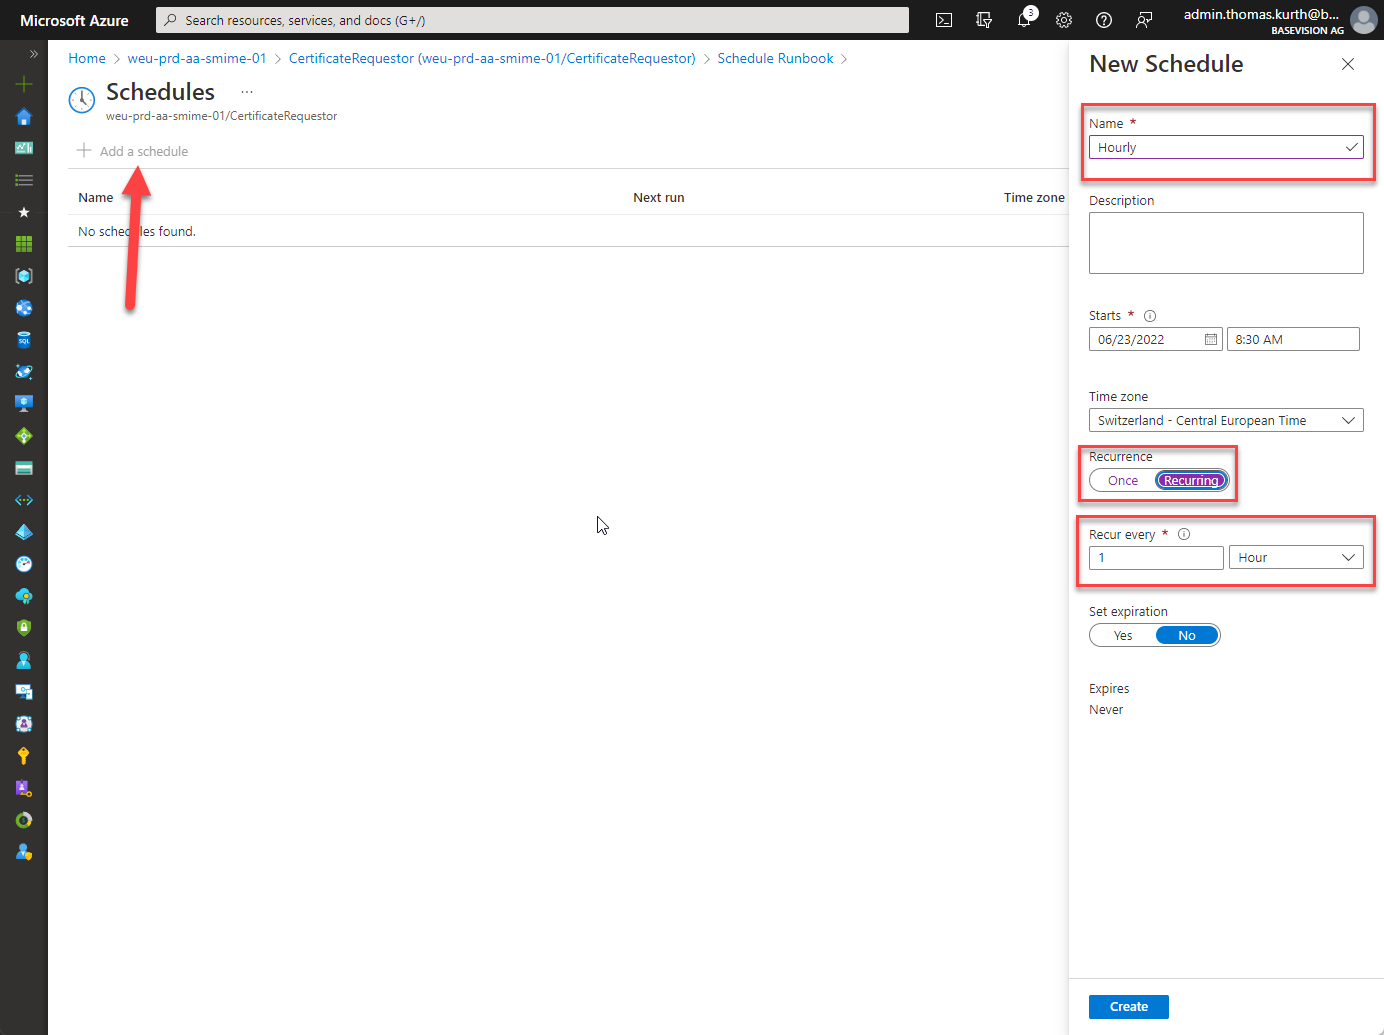 Microsoft Azure
Search resources, services, and docs (G+/)
3
admin.thomas.kurth@b...
BASEVISION AG
Home > weu-prd-aa-smime-01 > CertificateRequestor (weu-prd-aa-smime-01/CertificateRequestor) > Schedule Runbook >
Schedules ...
weu-prd-aa-smime-01/CertificateRequestor
+ Add a schedule
Name Next run Time zone
No schedules found.
SQL
New Schedule
Name *
Hourly
Description
Starts *
06/23/2022 8:30 AM
Time zone
Switzerland - Central European Time
Recurrence
Once Recurring
Recur every *
1 Hour
Set expiration
Yes No
Expires
Never
Create